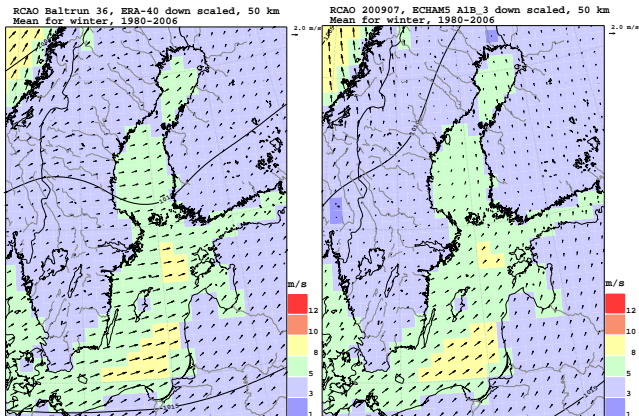 RCAO Baltrun 36, ERA-40 down scaled, 50 km
Mean for winter, 1980-2006
2.0 m/s
m/s
12
10
8
5
3
1
RCAO 200907, ECHAM5 A1B_3 down scaled, 50 km
Mean for winter, 1980-2006
2.0 m/s
m/s
12
10
8
5
3
1